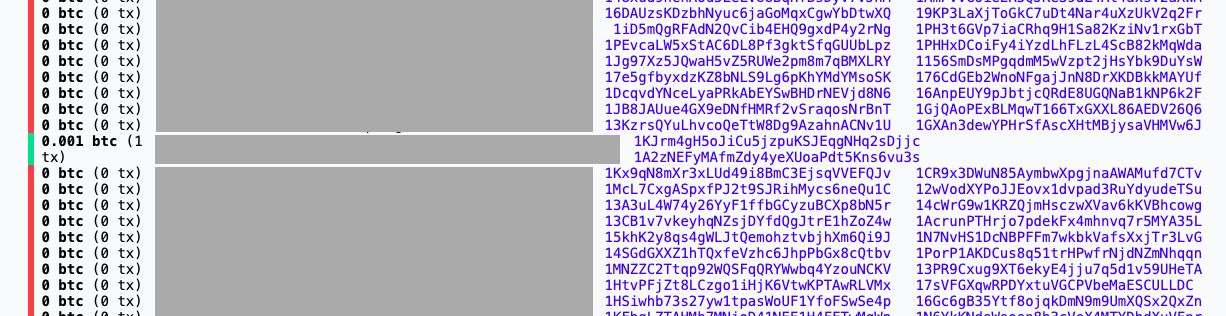 0 btc (0 tx) 16DAUzsKDzbhNyuc6jaGoMqxCgwYbDtwXQ 19KP3LaXjToGkC7uDt4Nar4uXzUkV2q2Fr
0 btc (0 tx) 1iD5mQgRFAdN2QvCib4EHQ9gxdP4y2rNg 1PH3t6GVp7iaCRhq9H1Sa82KziNv1rxGbT
0 btc (0 tx) 1PEvcaLW5xStAC6DL8Pf3gktSfqGUUbLpz 1PHHxDCoiFy4iYzdLhFLzL4ScB82kMqWda
0 btc (0 tx) 1Jg97Xz5JQwaH5vZ5RUWe2pm8m7qBMXLRY 1156SmDsMPgqdmM5wVzpt2jHsYbk9DuYsW
0 btc (0 tx) 17e5gfbyxdzKZ8bNLS9Lg6pKhYMdYMsoSK 176CdGEb2WnoNFgajJnN8DrXKDBkkMAYUf
0 btc (0 tx) 1DcqvdYNceLyaPRkAbEYSwBHDrNEVjd8N6 16AnpEUY9pJbtjcQRdE8UGQNaB1kNP6k2F
0 btc (0 tx) 1JB8JAUue4GX9eDNfHMRf2vSraqosNrBnT 1GjQAoPExBLMqwT166TxGXXL86AEDV26Q6
0 btc (0 tx) 13KzrsQYuLhvcoQeTtW8Dg9AzahnACNv1U 1GXAn3dewYPHrSfAscXHtMBjysaVHMVw6J
0.001 btc (1 1KJrm4gH5oJiCu5jzpuKSJEqgNHq2sDjjc
tx) 1A2zNEFyMAfmZdy4yeXUoaPdt5Kns6vu3s
0 btc (0 tx) 1Kx9qN8mXr3xLUd49i8BmC3EjsqVVEFQJv 1CR9x3DWuN85AymbwXpgjnaAWAMufd7CTv
0 btc (0 tx) 1McL7CxgASpxfPJ2t9SJRihMycs6neQu1C 12wVodXYPoJJEovx1dvpad3RuYdyudeTSu
0 btc (0 tx) 13A3uL4W74y26YyF1ffbGCyzuBCXp8bN5r 14cWrG9w1KRZQjmHsczwXVav6kKVBhcowg
0 btc (0 tx) 13CB1v7vkeyhqNZsjDYfdQgJtrE1hZoZ4w 1AcrunPTHrjo7pdekFx4mhnvq7r5MYA35L
0 btc (0 tx) 15khK2y8qs4gWLJtQemohztvbjhXm6Qi9J 1N7NvHS1DcNBPFFm7wkbkVafsXxjTr3LvG
0 btc (0 tx) 14SGdGXXZ1hTQxfeVzhc6JhpPbGx8cQtbv 1PorP1AKDCus8q51trHPwfrNjdNZmNhqqn
0 btc (0 tx) 1MNZZC2Ttqp92WQSFqQRYWwbq4YzouNCKV 13PR9Cxug9XT6ekyE4jju7q5d1v59UHeTA
0 btc (0 tx) 1HtvPFjZt8LCzgo1iHjK6VtwKPTAwRLVMx 17sVFGXqwRPDYxtuVGCPVbeMaESCULLDC
0 btc (0 tx) 1HSiwhb73s27yw1tpasWoUF1YfoFSwSe4p 16Gc6gB35Ytf8ojqkDmN9m9UmXQSx2QxZn
0 btc (0 tx)